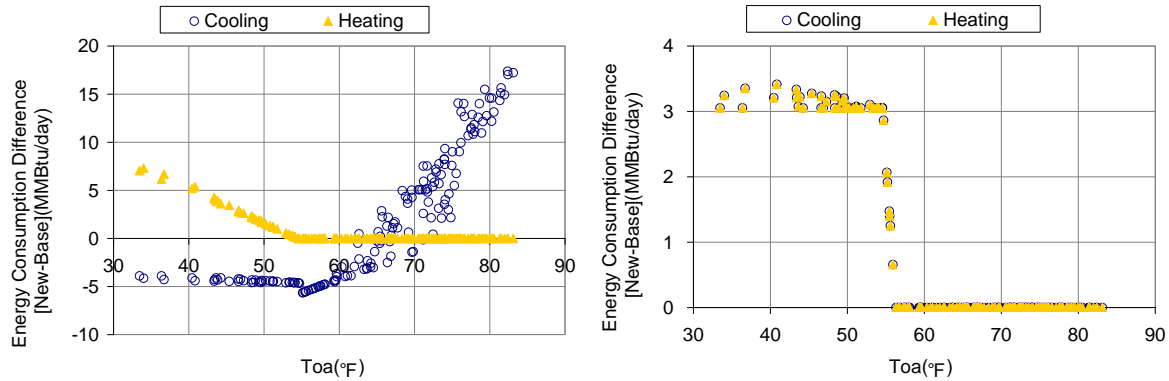 Cooling Heating
20
15
10
5
0
-5
-10
30 40 50 60 70 80 90
Toa(°F)
Energy Consumption Difference
[New-Base](MMBtu/day)
Cooling Heating
4
3
2
1
0
30 40 50 60 70 80 90
Toa(°F)
Energy Consumption Difference
[New-Base](MMBtu/day)